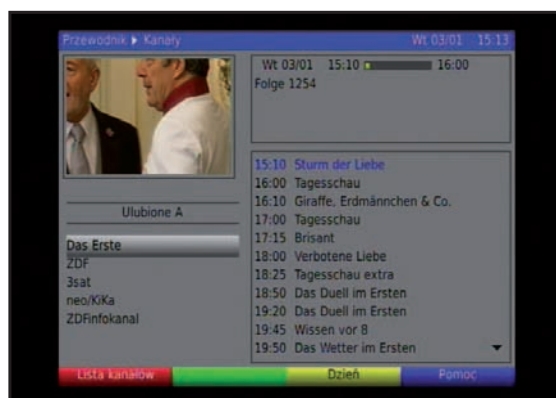 Przewodnik ▶ Kanały Wt 03/01 15:13
Wt 03/01 15:10 16:00
Folge 1254
Ulubione A
Das Erste
ZDF
3sat
neo/KiKa
ZDFinfokanal
15:10 Sturm der Liebe
16:00 Tagesschau
16:10 Giraffe, Erdmännchen & Co.
17:00 Tagesschau
17:15 Brisant
18:00 Verbotene Liebe
18:25 Tagesschau extra
18:50 Das Duell im Ersten
19:20 Das Duell im Ersten
19:45 Wissen vor 8
19:50 Das Wetter im Ersten
Lista kanałów Dzień Pomoc